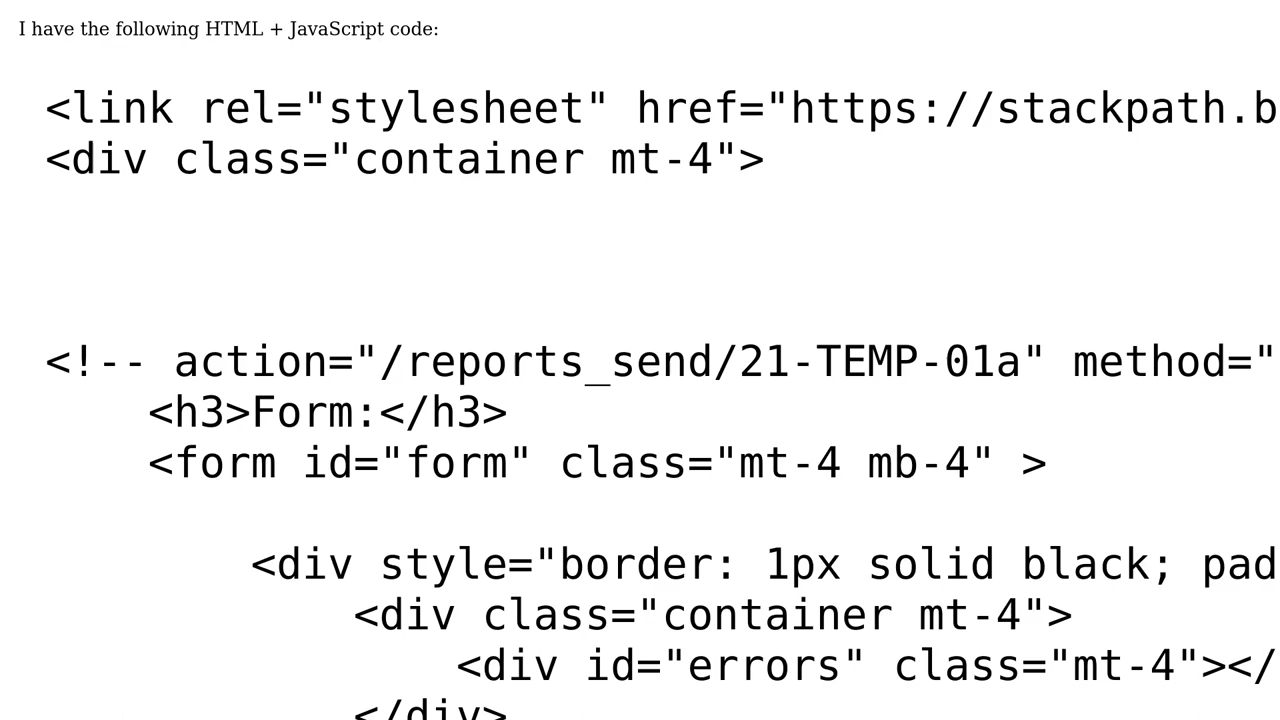 I have the following HTML + JavaScript code:
<link rel="stylesheet" href="https://stackpath.b
<div class="container mt-4">
<!-- action="/reports_send/21-TEMP-01a" method="
<h3>Form:</h3>
<form id="form" class="mt-4 mb-4" >
<div style="border: 1px solid black; pad
<div class="container mt-4">
<div id="errors" class="mt-4"></
</div>